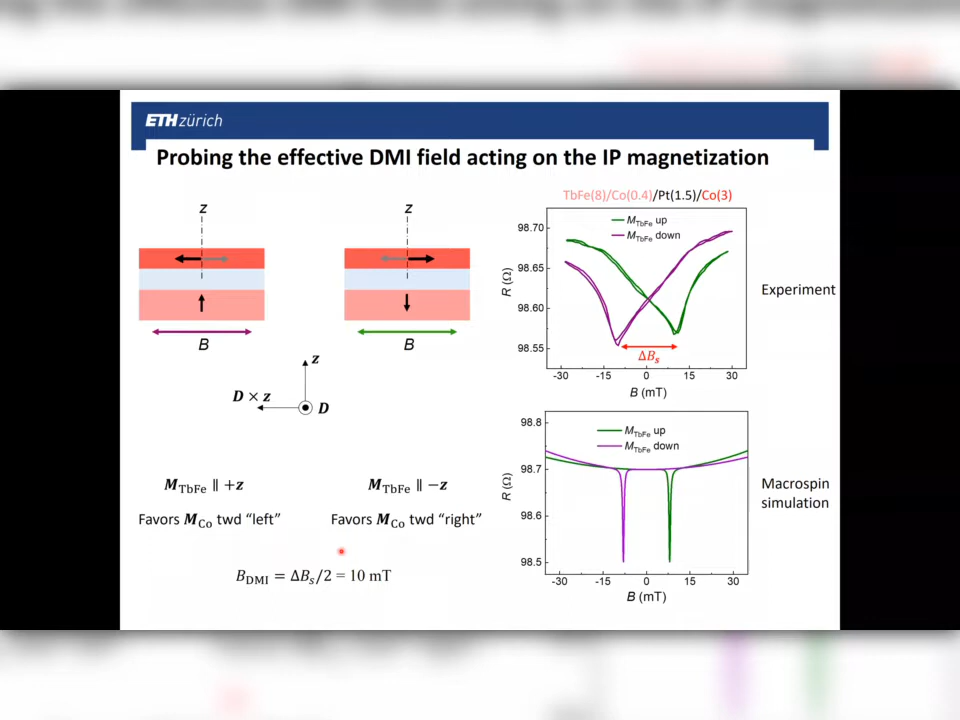 ETH zürich
Probing the effective DMI field acting on the IP magnetization
z
z
B
B
z
D × z
D
M_TbFe ∥ +z
M_TbFe ∥ −z
Favors M_Co twd “left”
Favors M_Co twd “right”
B_DMI = ΔB_s/2 = 10 mT
TbFe(8)/Co(0.4)/Pt(1.5)/Co(3)
M_TbFe up
M_TbFe down
98.70
98.65
98.60
98.55
R (Ω)
ΔB_s
-30 -15 0 15 30
B (mT)
Experiment
M_TbFe up
M_TbFe down
98.8
98.7
98.6
98.5
R (Ω)
-30 -15 0 15 30
B (mT)
Macrospin
simulation